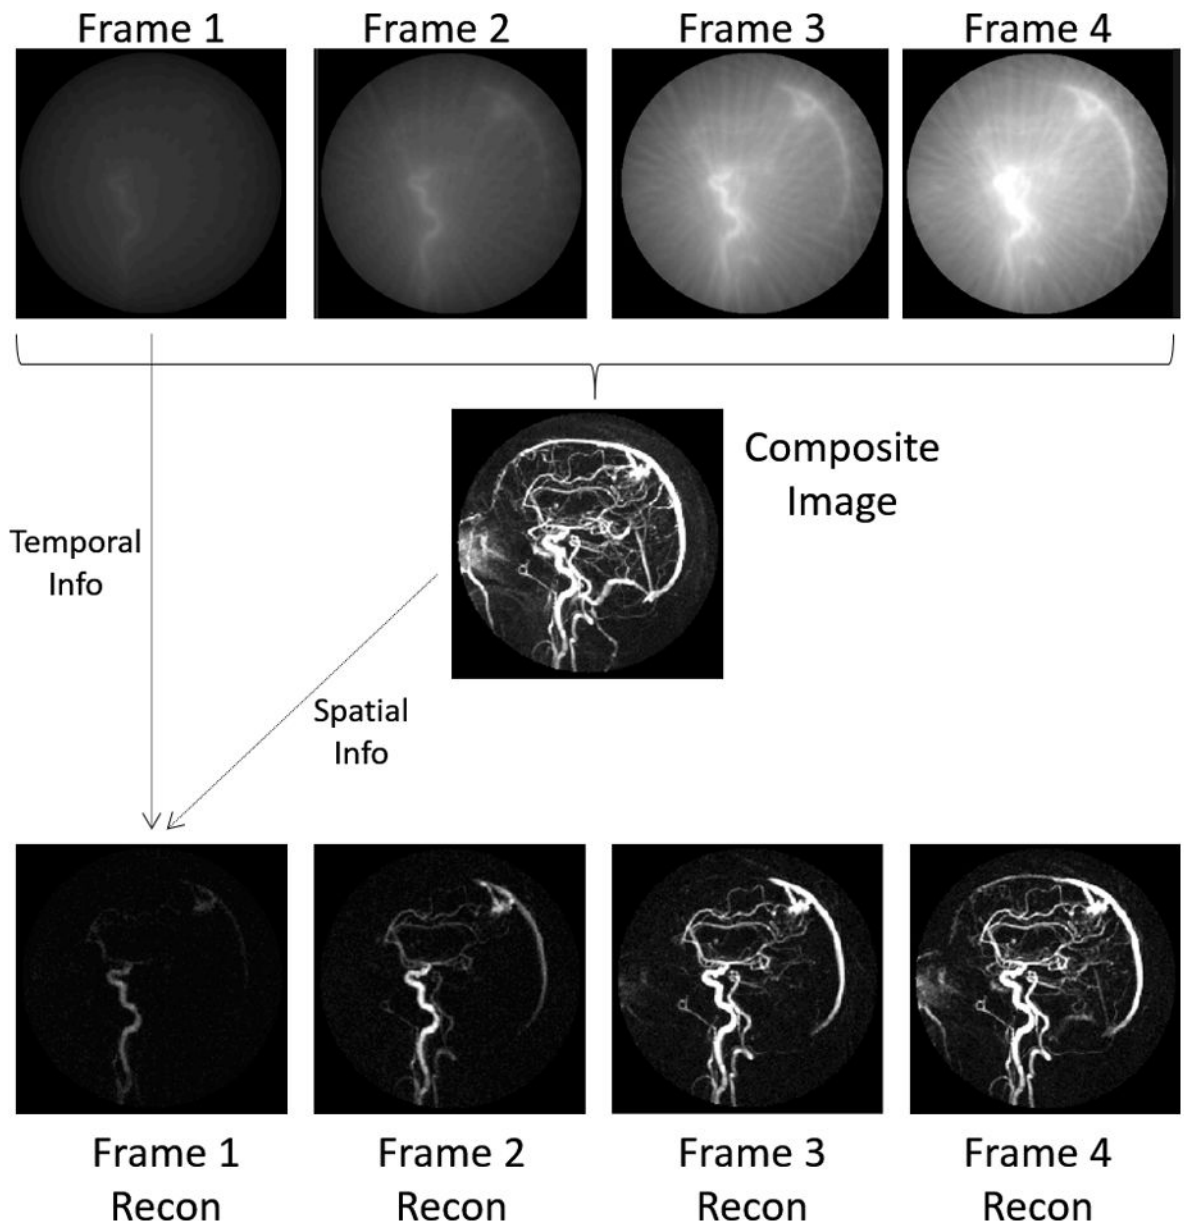 Frame 1
Frame 2
Frame 3
Frame 4
Composite
Image
Temporal
Info
Spatial
Info
Frame 1
Recon
Frame 2
Recon
Frame 3
Recon
Frame 4
Recon